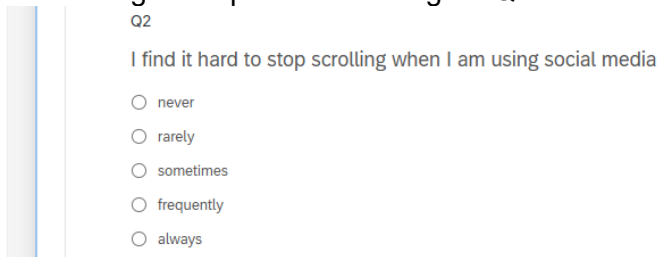 Q2
I find it hard to stop scrolling when I am using social media
never
rarely
sometimes
frequently
always